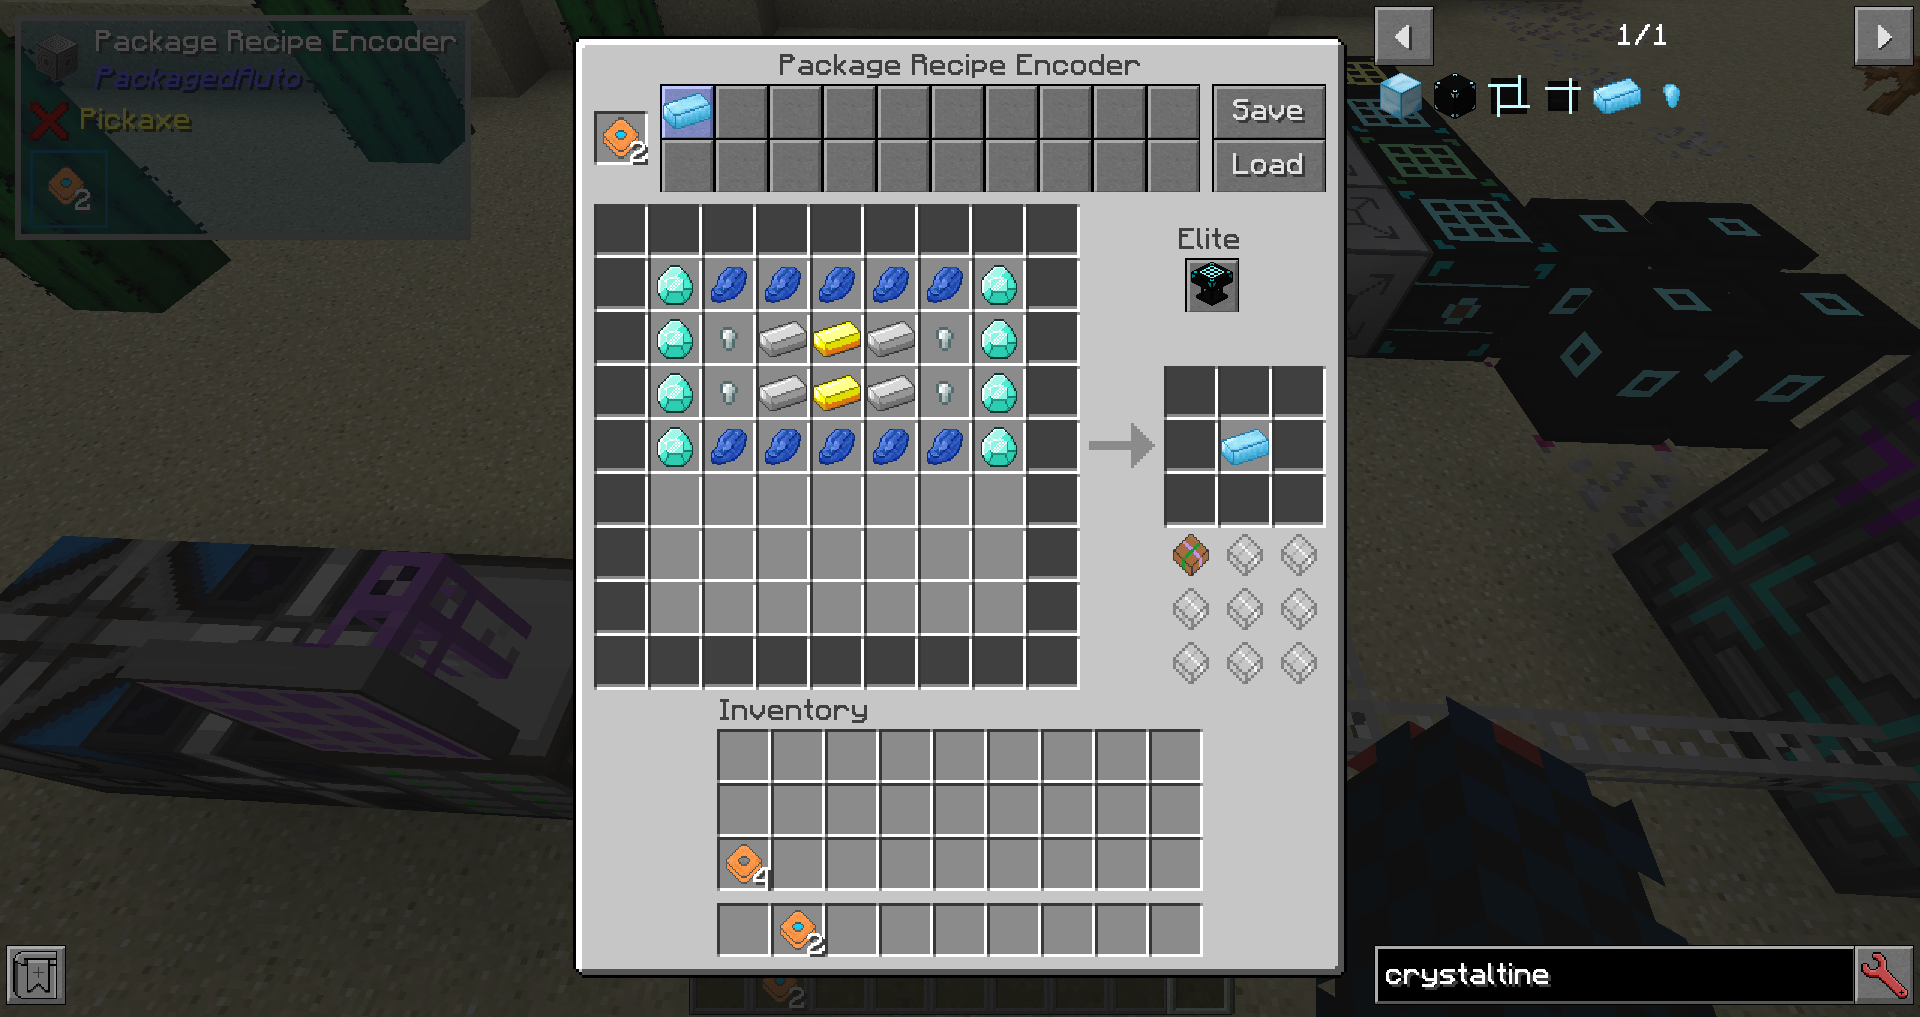 Package Recipe Encoder
PackagedAuto
Pickaxe
2
Package Recipe Encoder
2
Save
Load
Elite
Inventory
4
2
2
1/1
crystaltine